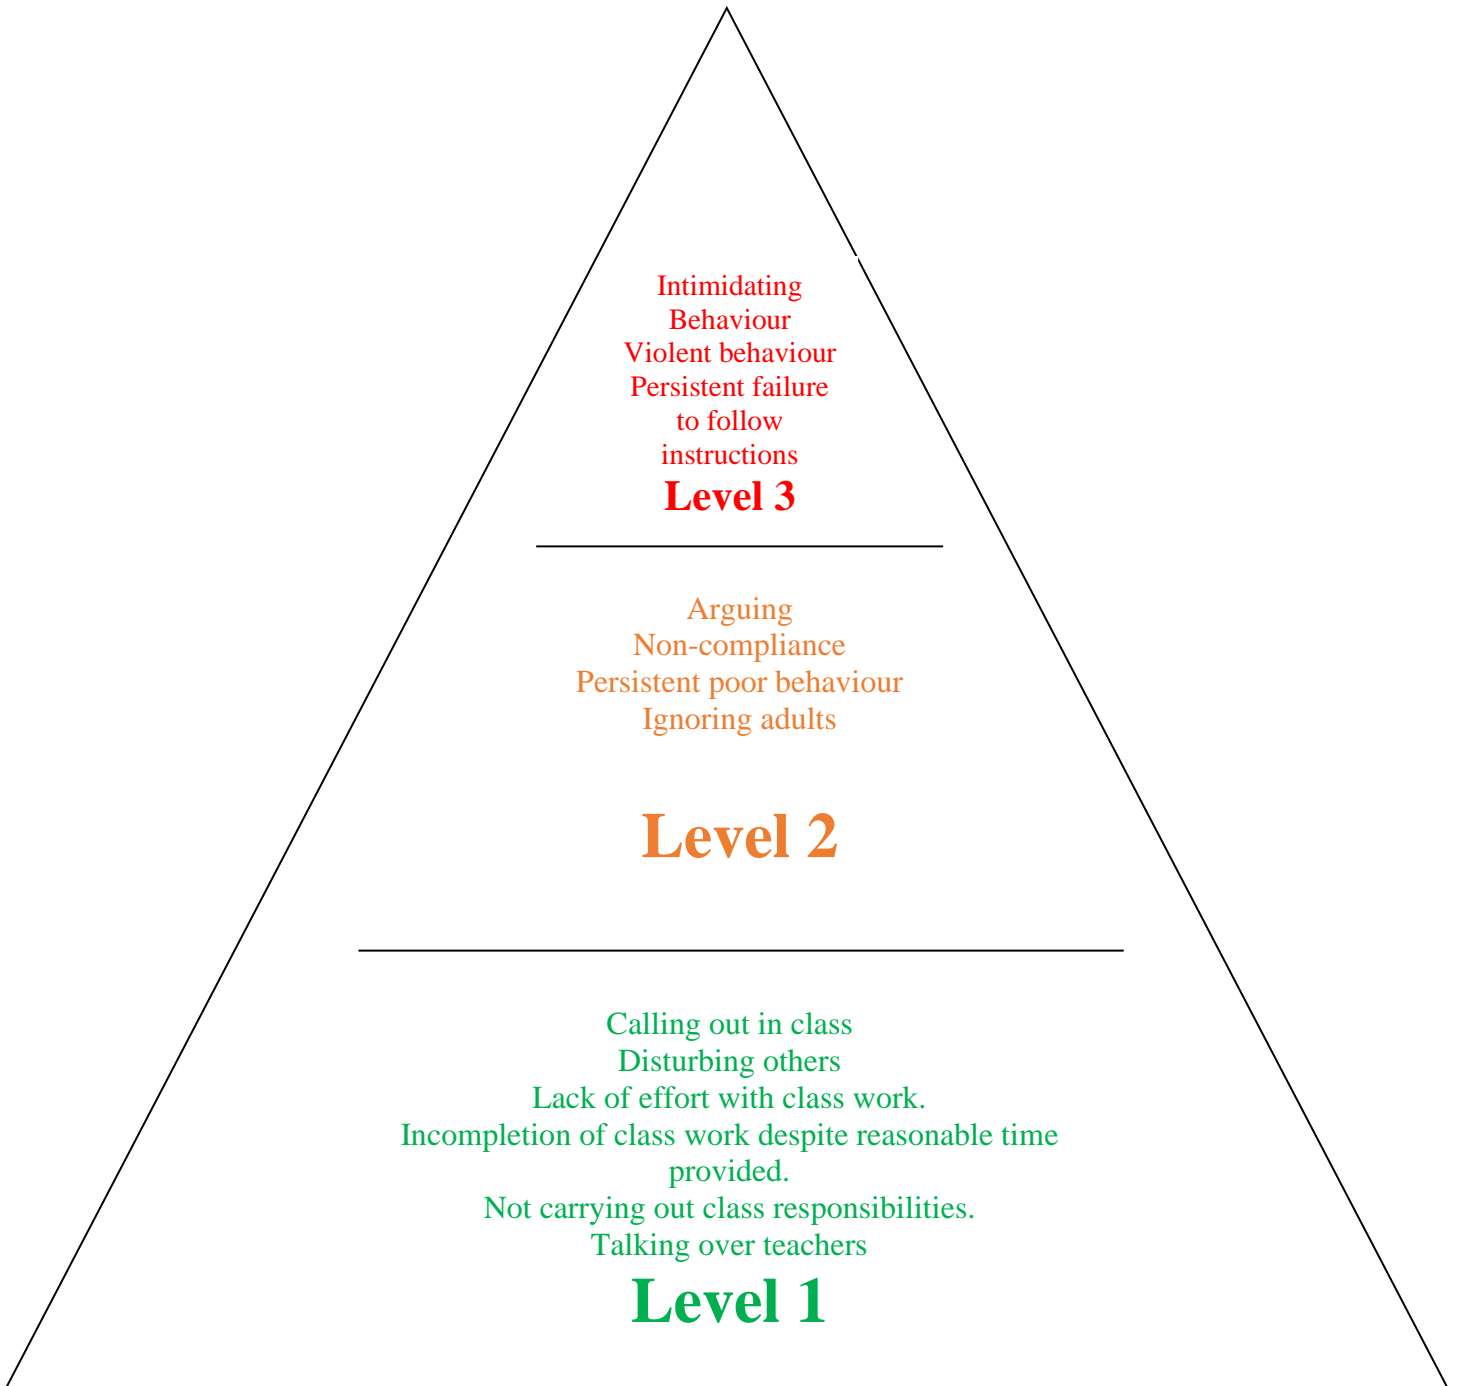 Intimidating
Behaviour
Violent behaviour
Persistent failure
to follow
instructions
Level 3
Arguing
Non-compliance
Persistent poor behaviour
Ignoring adults
Level 2
Calling out in class
Disturbing others
Lack of effort with class work.
Incompletion of class work despite reasonable time
provided.
Not carrying out class responsibilities.
Talking over teachers
Level 1